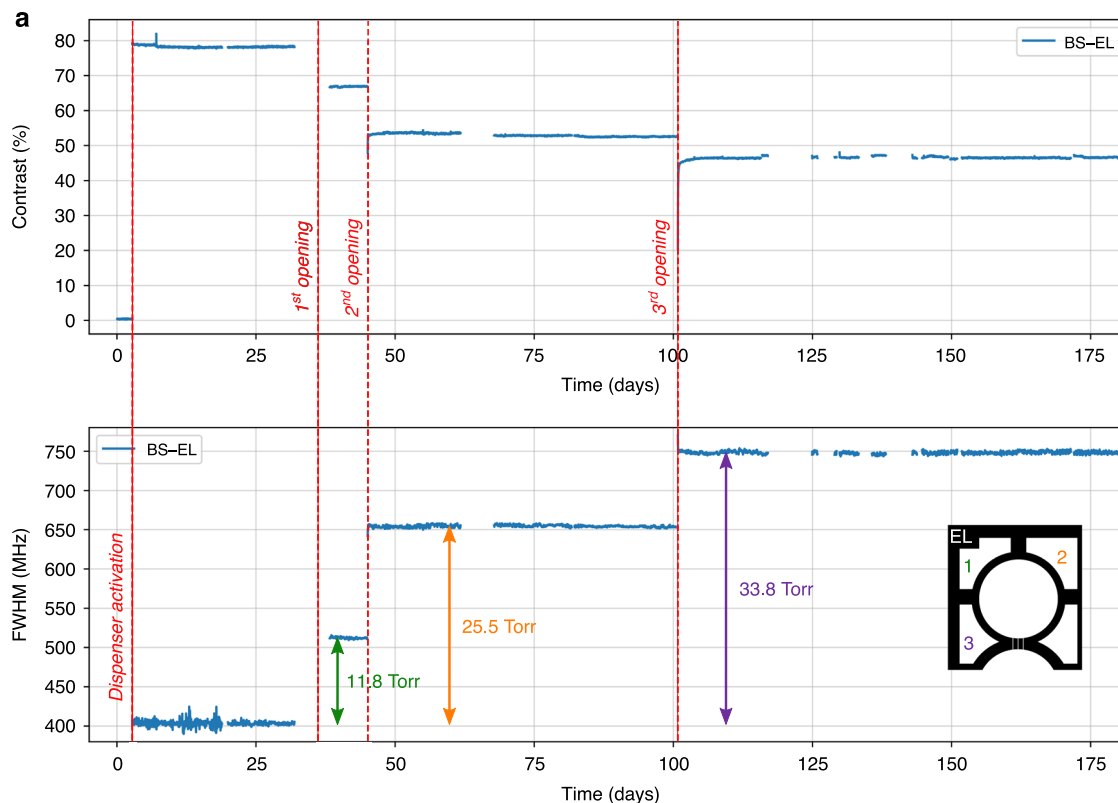 a
80
70
60
50
40
30
20
10
0
Contrast (%)
BS–EL
1st opening
2nd opening
3rd opening
0
25
50
75
100
125
150
175
Time (days)
750
700
650
600
550
500
450
400
FWHM (MHz)
BS–EL
Dispenser activation
11.8 Torr
25.5 Torr
33.8 Torr
EL
1
2
3
0
25
50
75
100
125
150
175
Time (days)